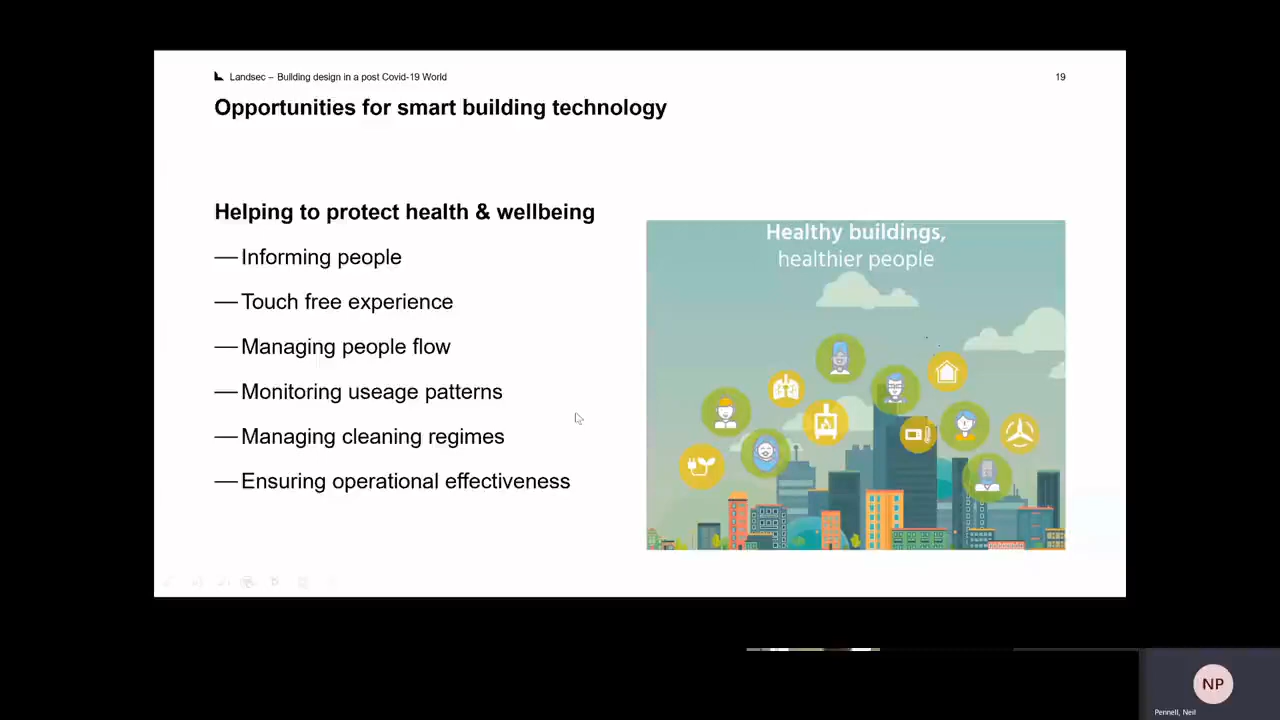 Landsec – Building design in a post Covid-19 World
19
Opportunities for smart building technology
Helping to protect health & wellbeing
— Informing people
— Touch free experience
— Managing people flow
— Monitoring useage patterns
— Managing cleaning regimes
— Ensuring operational effectiveness
Healthy buildings,
healthier people
NP
Pennell, Neil